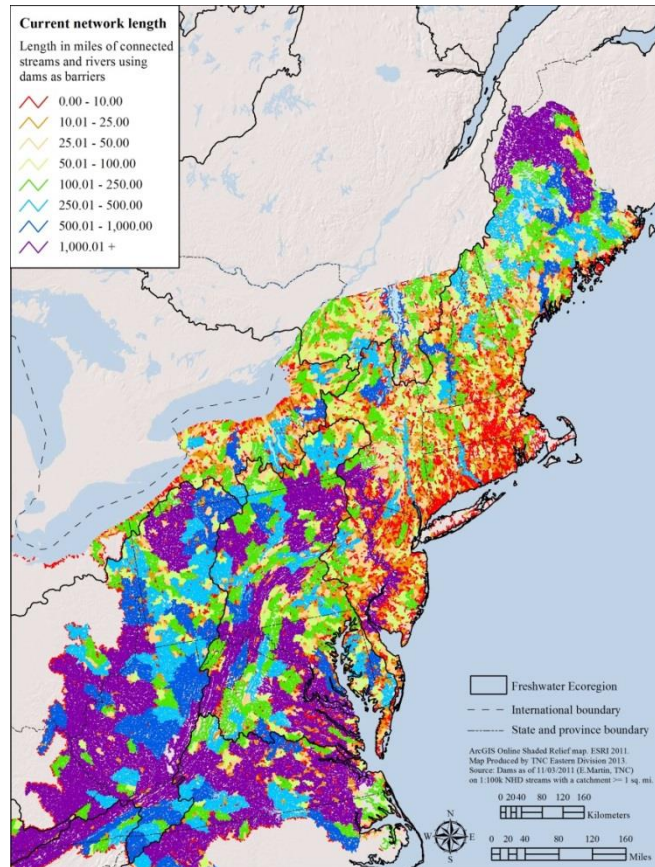 Current network length
Length in miles of connected
streams and rivers using
dams as barriers
0.00 - 10.00
10.01 - 25.00
25.01 - 50.00
50.01 - 100.00
100.01 - 250.00
250.01 - 500.00
500.01 - 1,000.00
1,000.01 +
Freshwater Ecoregion
International boundary
State and province boundary
ArcGIS Online Shaded Relief map. ESRI 2011.
Map Produced by TNC Eastern Division 2013.
Source: Dams as of 11/03/2011 (E.Martin, TNC)
on 1:100k NHD streams with a catchment >= 1 sq. mi.
N
W E
S
0 20 40 80 120 160
Kilometers
0 20 40 80 120 160
Miles